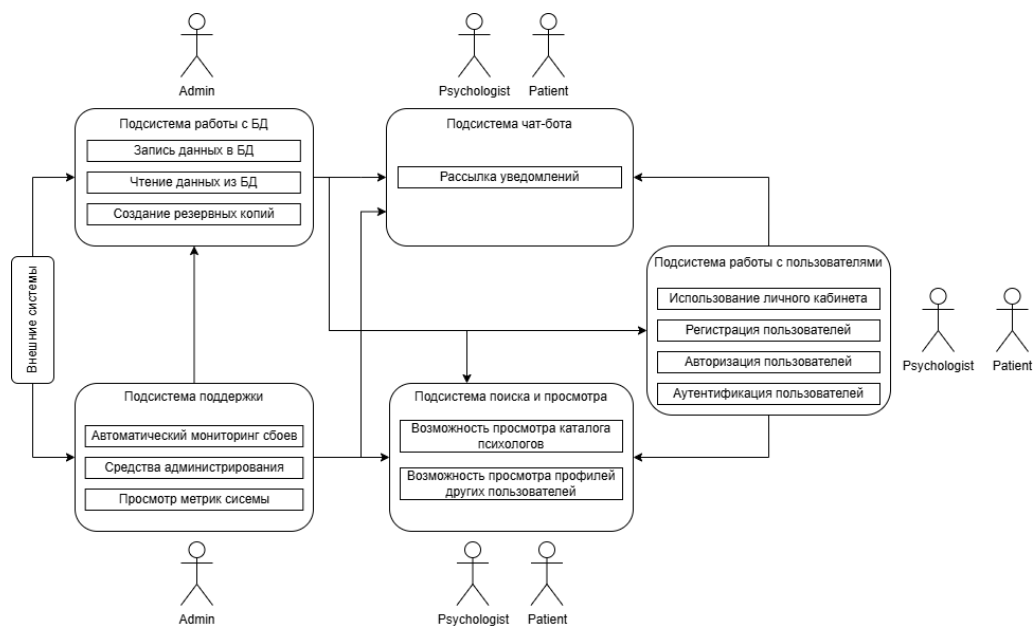 Admin
Psychologist
Patient
Подсистема работы с БД
Запись данных в БД
Чтение данных из БД
Создание резервных копий
Подсистема чат-бота
Рассылка уведомлений
Внешние системы
Подсистема работы с пользователями
Использование личного кабинета
Регистрация пользователей
Авторизация пользователей
Аутентификация пользователей
Psychologist
Patient
Подсистема поддержки
Автоматический мониторинг сбоев
Средства администрирования
Просмотр метрик сисемы
Подсистема поиска и просмотра
Возможность просмотра каталога
психологов
Возможность просмотра профилей
других пользователей
Admin
Psychologist
Patient